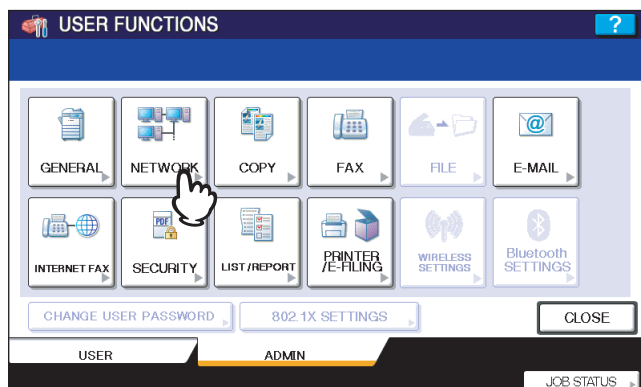 USER FUNCTIONS
?
GENERAL
NETWORK
COPY
FAX
FILE
@
E-MAIL
PDF
INTERNET FAX
SECURITY
LIST/REPORT
PRINTER
/E-FILING
WIRELESS
SETTINGS
Bluetooth
SETTINGS
CHANGE USER PASSWORD
802.1X SETTINGS
CLOSE
USER
ADMIN
JOB STATUS